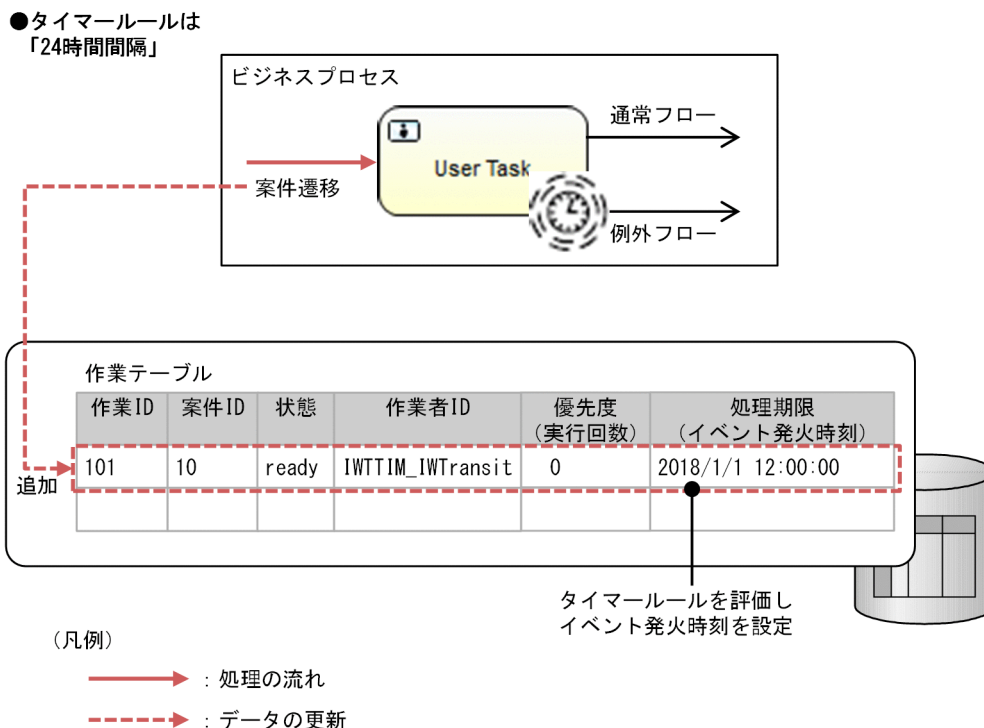 ●タイマールールは
「24時間間隔」
ビジネスプロセス
通常フロー
User Task
案件遷移
例外フロー
作業テーブル
作業ID 案件ID 状態 作業者ID 優先度 処理期限
(実行回数) (イベント発火時刻)
101 10 ready IWTTIM_IWTransit 0 2018/1/1 12:00:00
追加
タイマールールを評価し
イベント発火時刻を設定
(凡例)
：処理の流れ
：データの更新